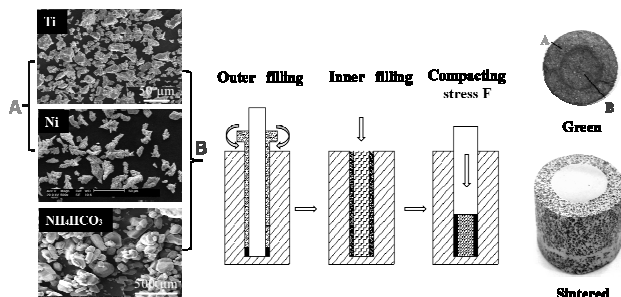 Ti
50 μm
A
Ni
B
NH4HCO3
500 μm
Outer filling
Inner filling
Compacting
stress F
A
B
Green
Sintered